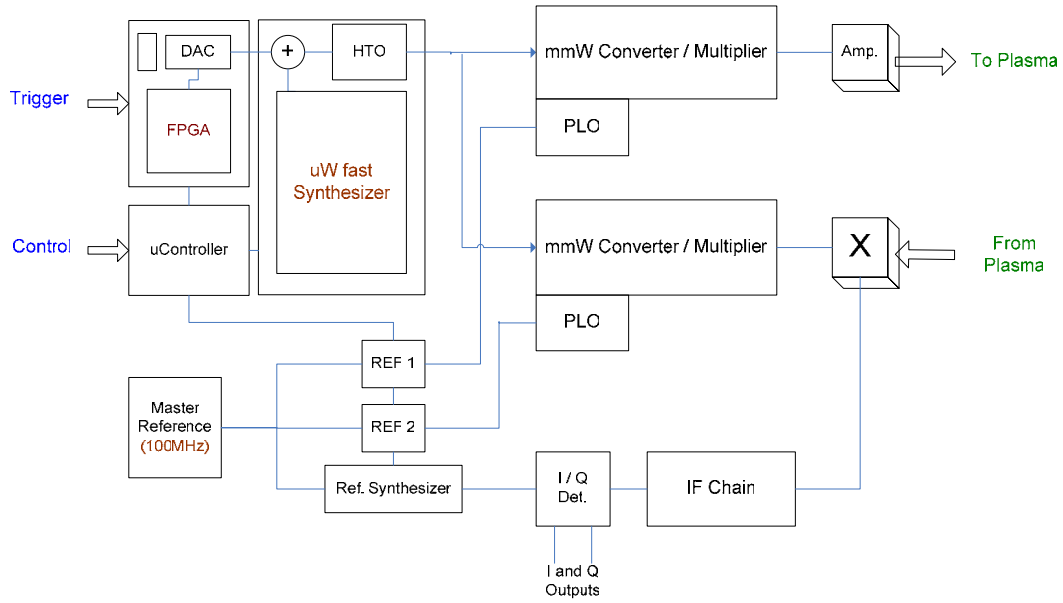 DAC
+
HTO
mmW Converter / Multiplier
Amp.
To Plasma
Trigger
FPGA
PLO
uW fast
Synthesizer
Control
uController
mmW Converter / Multiplier
X
From
Plasma
PLO
REF 1
Master
Reference
(100MHz)
REF 2
Ref. Synthesizer
I / Q
Det.
IF Chain
I and Q
Outputs